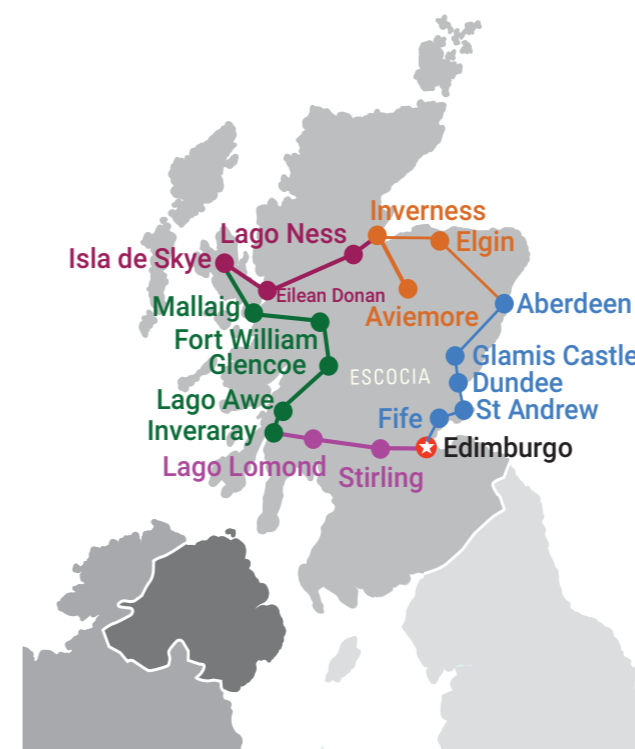 Inverness
Lago Ness
Elgin
Isla de Skye
Eilean Donan
Mallaig
Aviemore
Aberdeen
Fort William
Glencoe
Glamis Castle
ESCOCIA
Dundee
Lago Awe
St Andrew
Fife
Inveraray
Edimburgo
Lago Lomond
Stirling